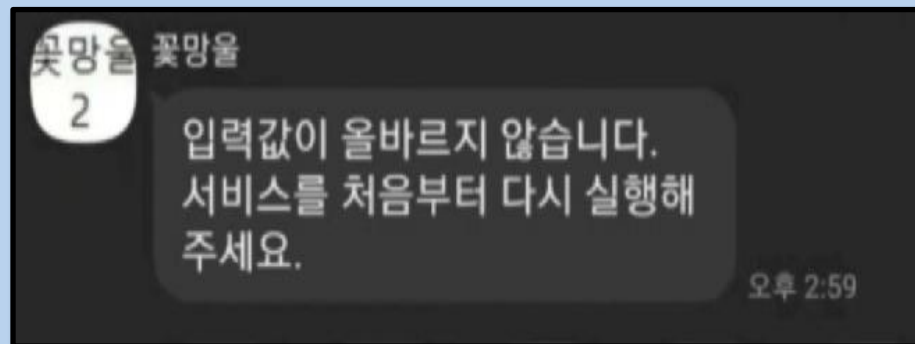 꽃망울
2
꽃망울
입력값이 올바르지 않습니다.
서비스를 처음부터 다시 실행해
주세요.
오후 2:59